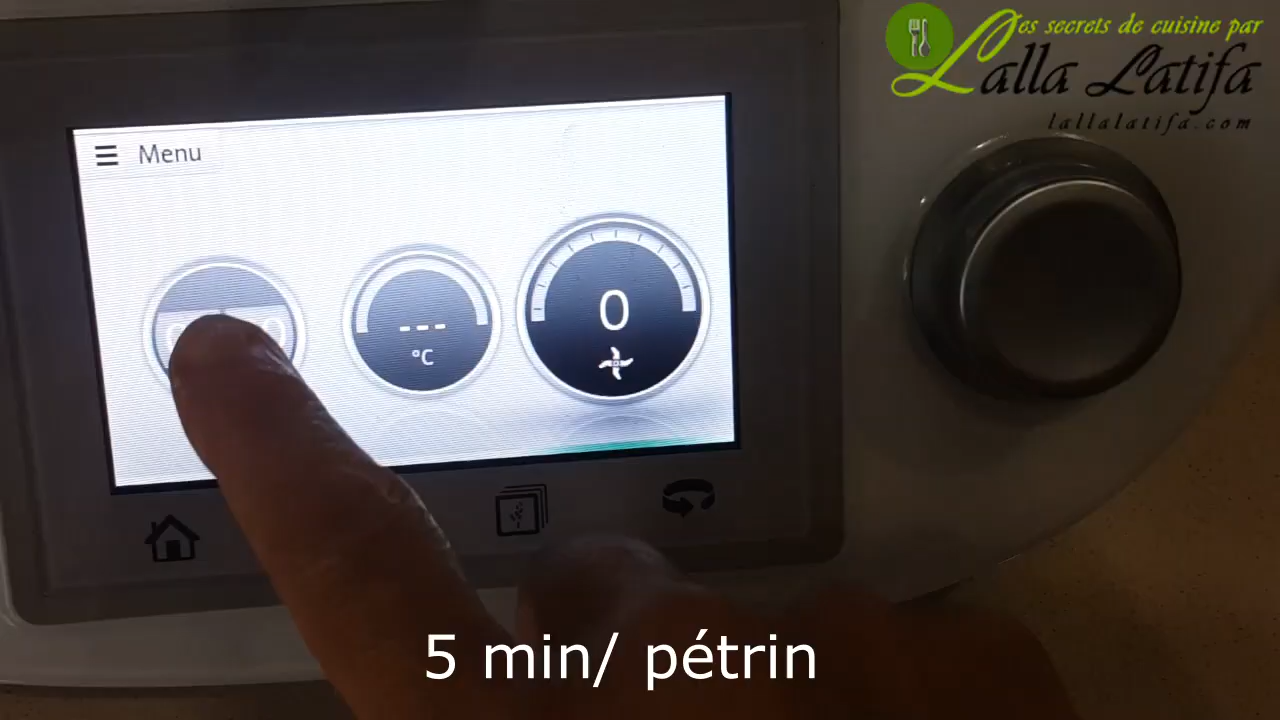 es secrets de cuisine par
Lalla Latifa
lallalatifa.com
Menu
---
°C
0
5 min/ pétrin